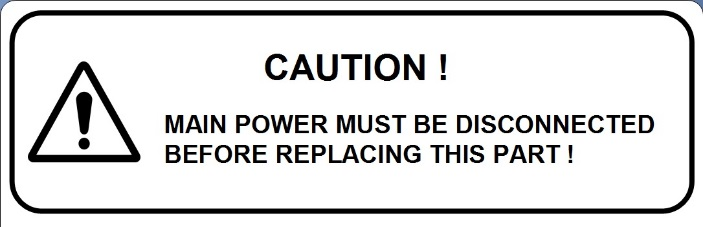 CAUTION !
MAIN POWER MUST BE DISCONNECTED
BEFORE REPLACING THIS PART !